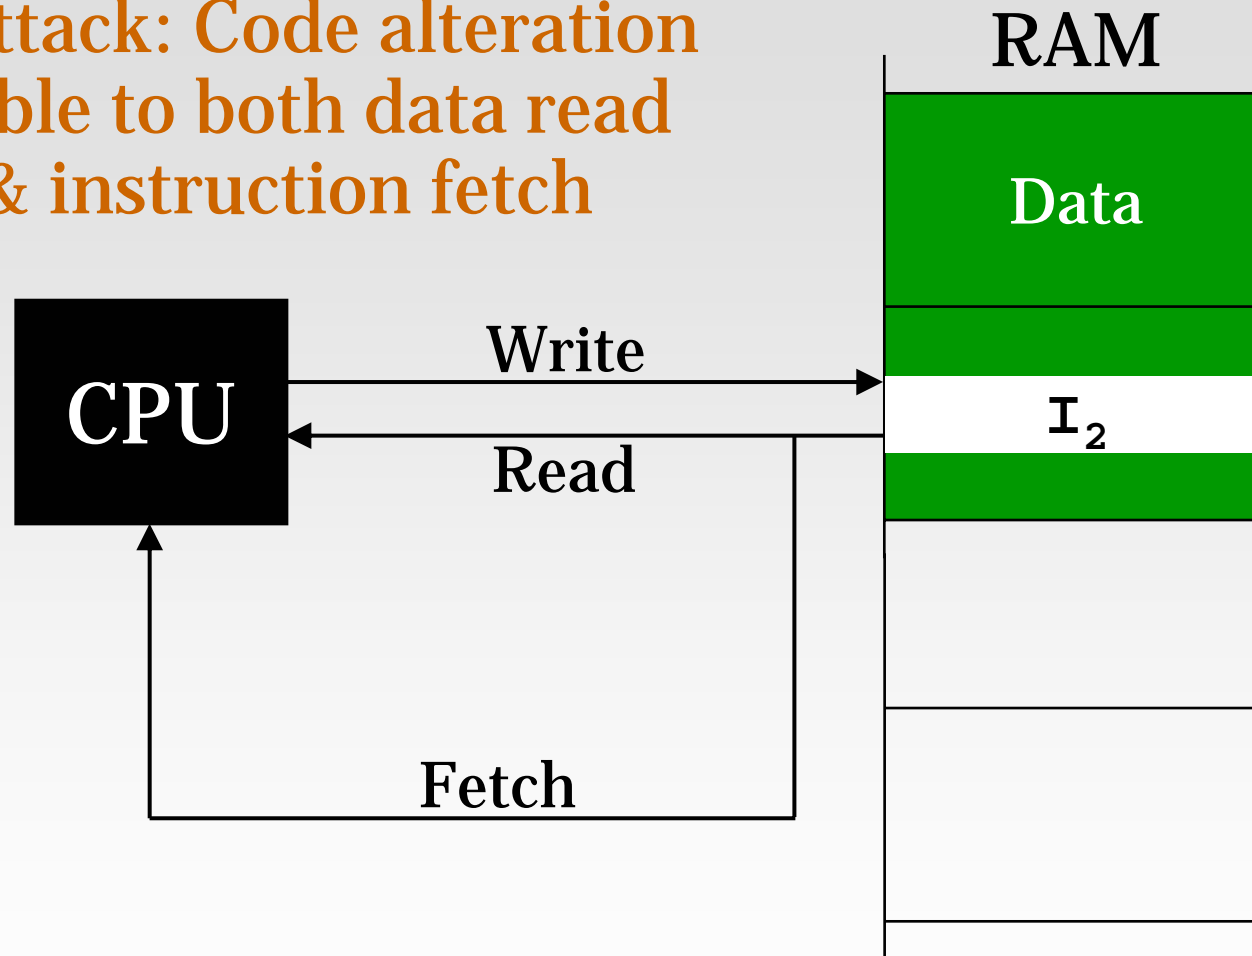 ttack: Code alteration
ble to both data read
& instruction fetch
RAM
Data
Write
CPU
I₂
Read
Fetch